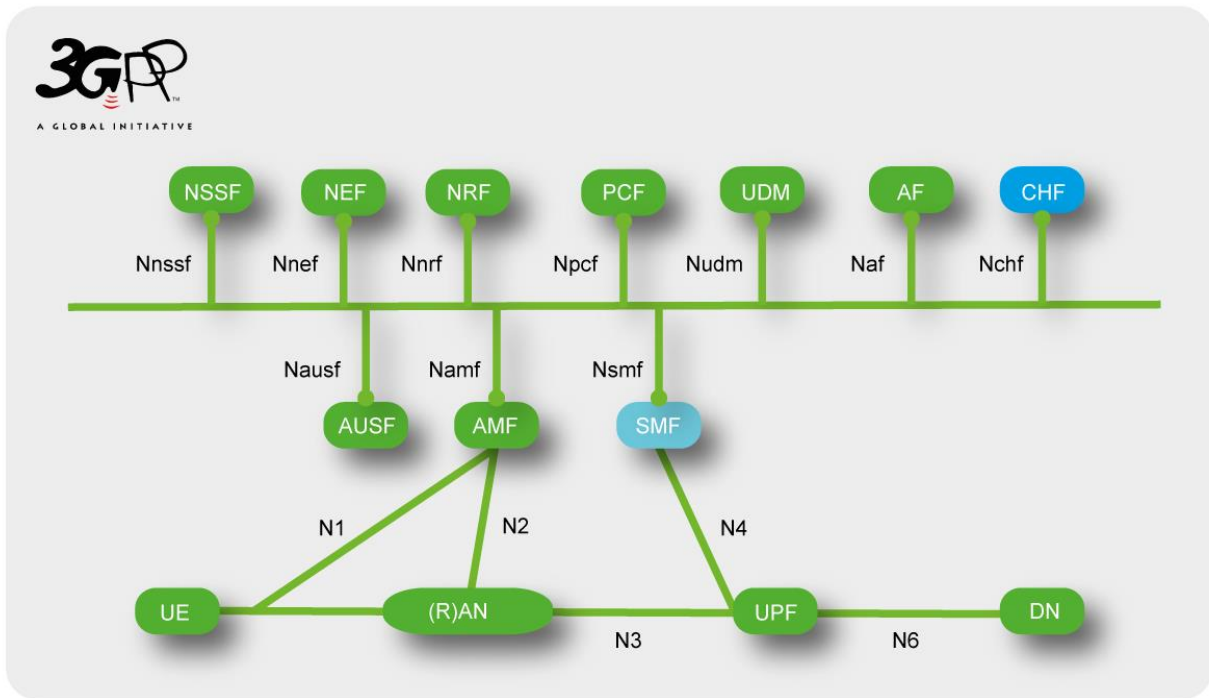 3GPP™
A GLOBAL INITIATIVE
NSSF NEF NRF PCF UDM AF CHF
Nnssf Nnef Nnrf Npcf Nudm Naf Nchf
Nausf Namf Nsmf
AUSF AMF SMF
N1 N2 N4
UE (R)AN UPF DN
N3 N6